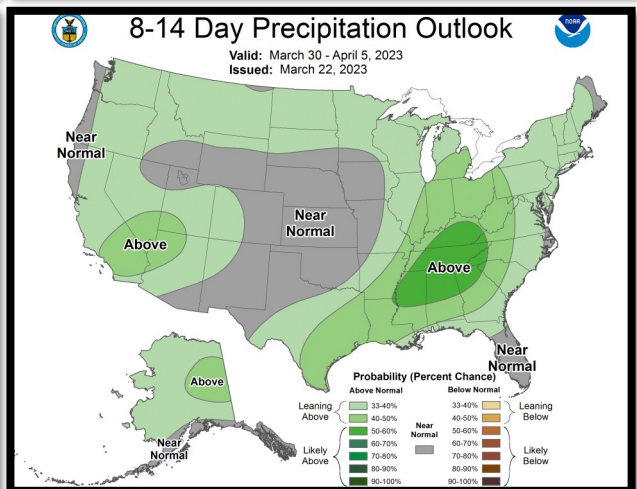 8-14 Day Precipitation Outlook
Valid: March 30 - April 5, 2023
Issued: March 22, 2023
NOAA
Near
Normal
Above
Near
Normal
Above
Near
Normal
Above
Near
Normal
Probability (Percent Chance)
Above Normal
Below Normal
Leaning
Above
33-40%
40-50%
50-60%
60-70%
70-80%
80-90%
90-100%
Likely
Above
Near
Normal
33-40%
40-50%
50-60%
60-70%
70-80%
80-90%
90-100%
Leaning
Below
Likely
Below